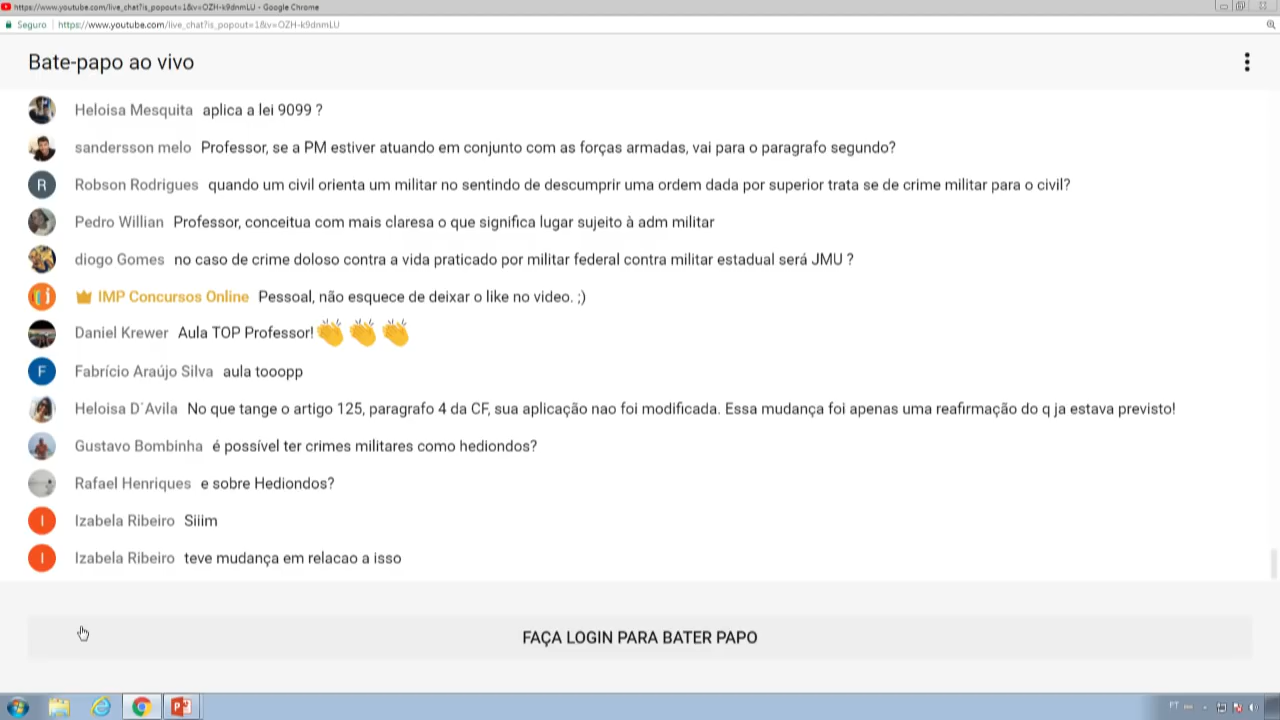 https://www.youtube.com/live_chat?is_popout=1&v=OZH-k9dnmLU - Google Chrome
Seguro | https://www.youtube.com/live_chat?is_popout=1&v=OZH-k9dnmLU
Bate-papo ao vivo
Heloisa Mesquita aplica a lei 9099 ?
sandersson melo Professor, se a PM estiver atuando em conjunto com as forças armadas, vai para o paragrafo segundo?
R Robson Rodrigues quando um civil orienta um militar no sentido de descumprir uma ordem dada por superior trata se de crime militar para o civil?
Pedro Willian Professor, conceitua com mais claresa o que significa lugar sujeito à adm militar
diogo Gomes no caso de crime doloso contra a vida praticado por militar federal contra militar estadual será JMU ?
IMP Concursos Online Pessoal, não esquece de deixar o like no video. ;)
Daniel Krewer Aula TOP Professor! 👏 👏 👏
F Fabrício Araújo Silva aula tooopp
Heloisa D´Avila No que tange o artigo 125, paragrafo 4 da CF, sua aplicação nao foi modificada. Essa mudança foi apenas uma reafirmação do q ja estava previsto!
Gustavo Bombinha é possível ter crimes militares como hediondos?
Rafael Henriques e sobre Hediondos?
I Izabela Ribeiro Siiim
I Izabela Ribeiro teve mudança em relacao a isso
FAÇA LOGIN PARA BATER PAPO
PT